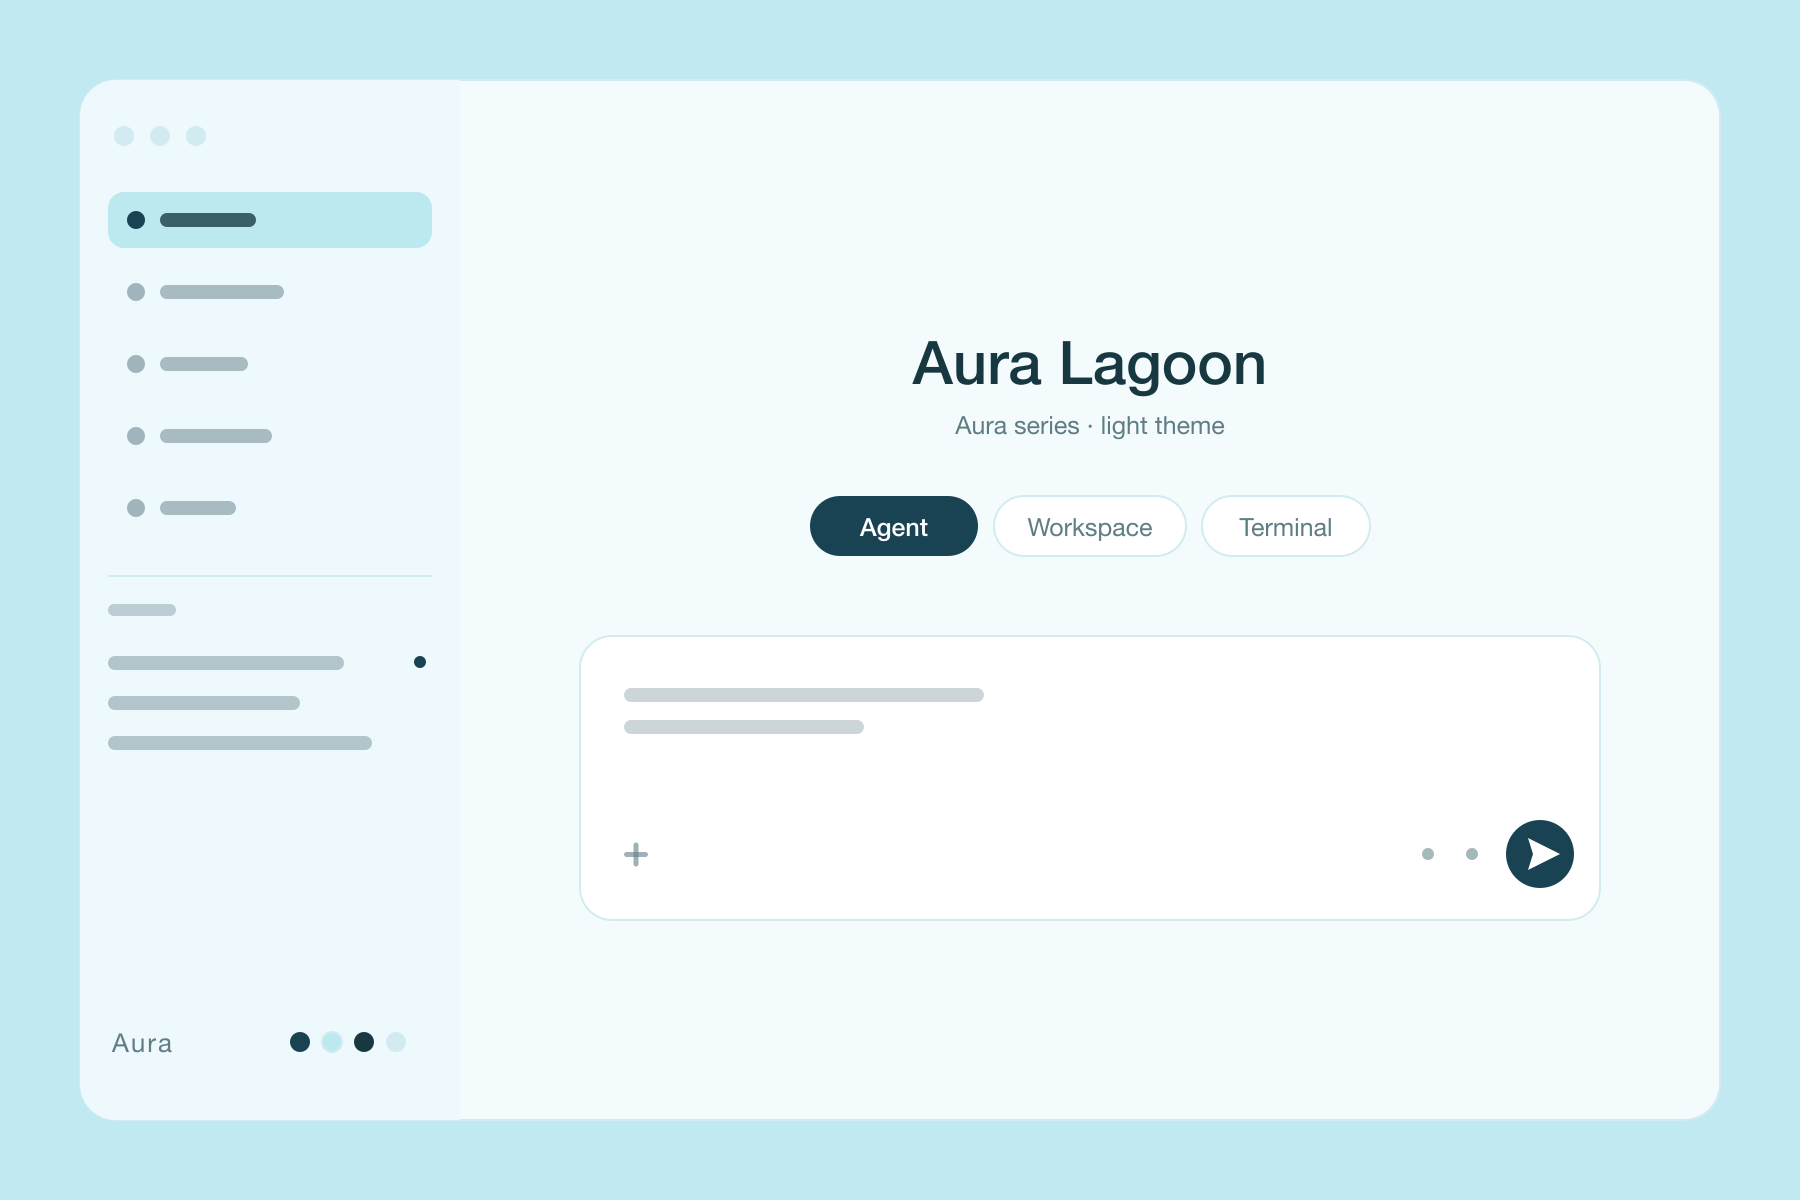 Aura Lagoon
Aura series · light theme
Agent
Workspace
Terminal
Aura